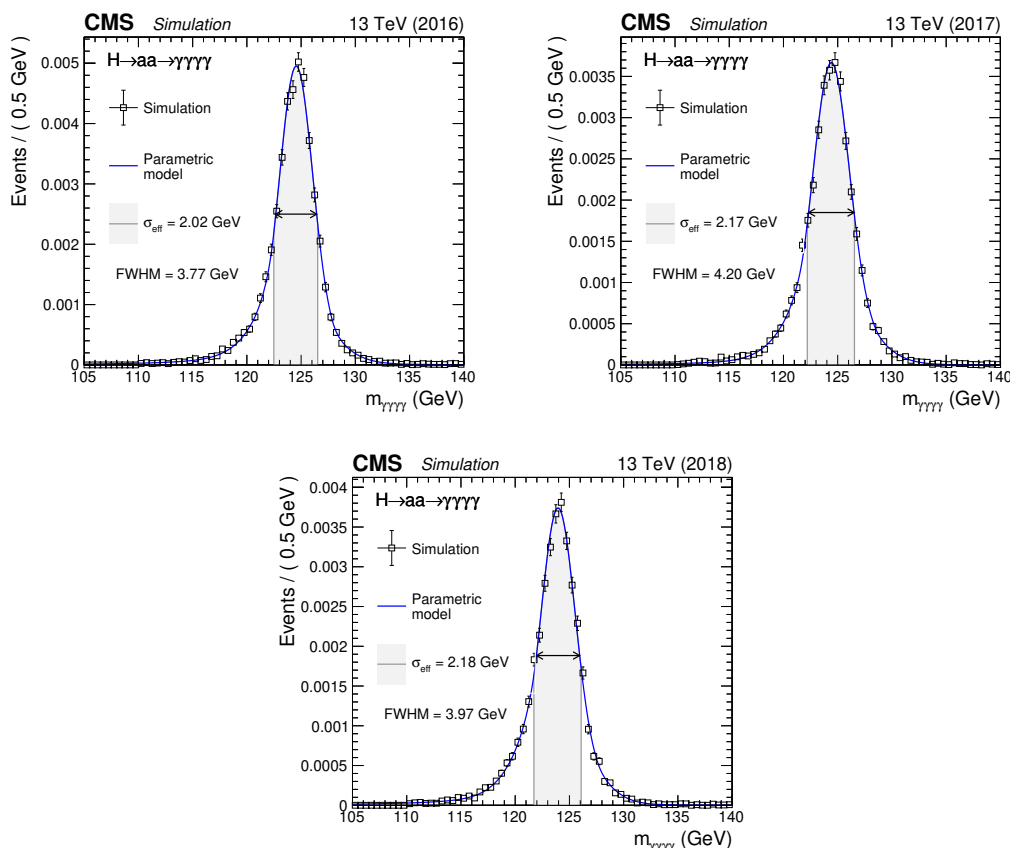 CMS Simulation 13 TeV (2016)
Events / ( 0.5 GeV)
H→aa→γγγγ
Simulation
Parametric
model
σeff = 2.02 GeV
FWHM = 3.77 GeV
0.005
0.004
0.003
0.002
0.001
0
105 110 115 120 125 130 135 140
mγγγγ (GeV)
CMS Simulation 13 TeV (2017)
Events / ( 0.5 GeV)
H→aa→γγγγ
Simulation
Parametric
model
σeff = 2.17 GeV
FWHM = 4.20 GeV
0.0035
0.003
0.0025
0.002
0.0015
0.001
0.0005
0
105 110 115 120 125 130 135 140
mγγγγ (GeV)
CMS Simulation 13 TeV (2018)
Events / ( 0.5 GeV)
H→aa→γγγγ
Simulation
Parametric
model
σeff = 2.18 GeV
FWHM = 3.97 GeV
0.004
0.0035
0.003
0.0025
0.002
0.0015
0.001
0.0005
0
105 110 115 120 125 130 135 140
mγγγγ (GeV)